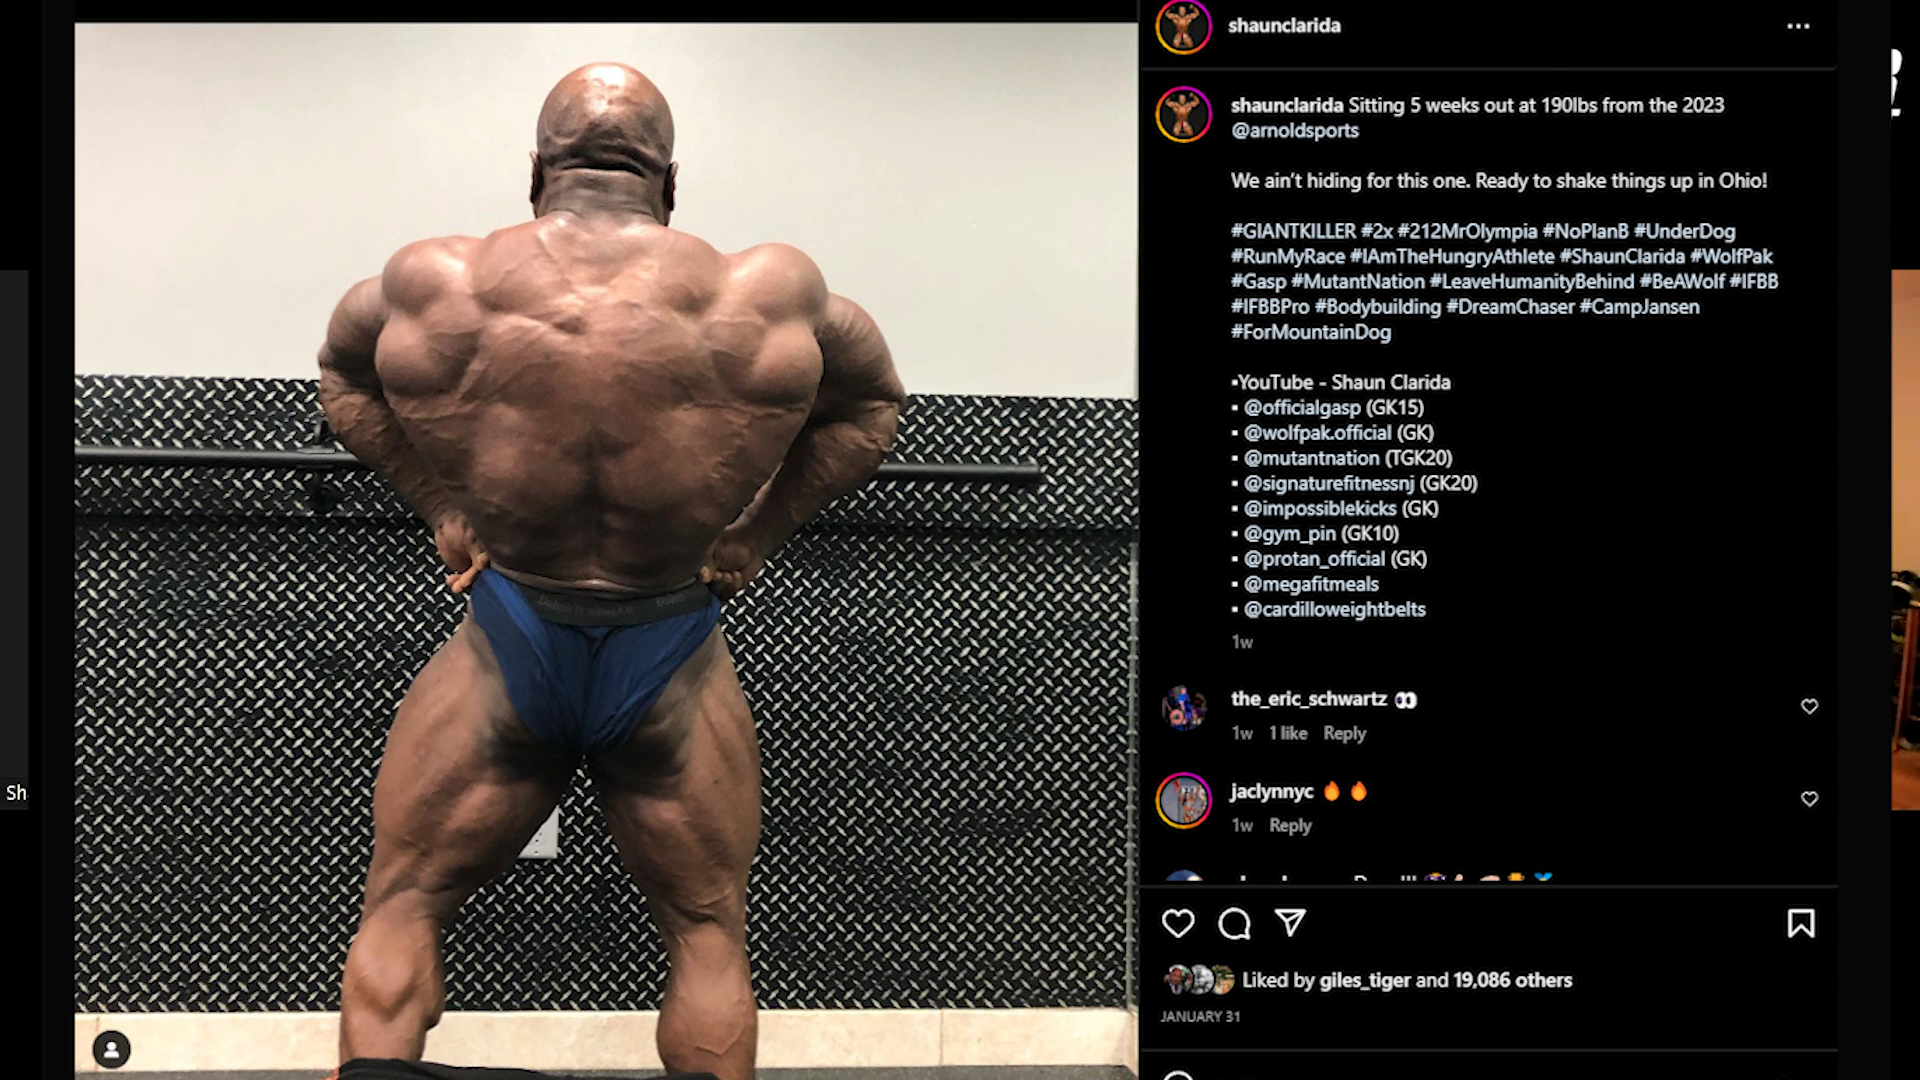 shaunclarida
shaunclarida Sitting 5 weeks out at 190lbs from the 2023
@arnoldsports
We ain't hiding for this one. Ready to shake things up in Ohio!
#GIANTKILLER #2x #212MrOlympia #NoPlanB #UnderDog
#RunMyRace #IAmTheHungryAthlete #ShaunClarida #WolfPak
#Gasp #MutantNation #LeaveHumanityBehind #BeAWolf #IFBB
#IFBBPro #Bodybuilding #DreamChaser #CampJansen
#ForMountainDog
▪YouTube - Shaun Clarida
▪ @officialgasp (GK15)
▪ @wolfpak.official (GK)
▪ @mutantnation (TGK20)
▪ @signaturefitnessnj (GK20)
▪ @impossiblekicks (GK)
▪ @gym_pin (GK10)
▪ @protan_official (GK)
▪ @megafitmeals
▪ @cardilloweightbelts
1w
the_eric_schwartz 👀
1w 1 like Reply
jaclynnyc 🔥 🔥
1w Reply
Liked by giles_tiger and 19,086 others
JANUARY 31
Sh